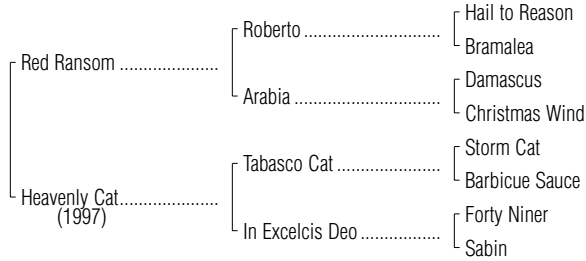 Hail to Reason
Roberto ........................................
Bramalea
Red Ransom ......................
Damascus
Arabia ..........................................
Christmas Wind
Storm Cat
Tabasco Cat ..............................
Barbicue Sauce
Heavenly Cat......................
(1997)
Forty Niner
In Excelcis Deo ........................
Sabin